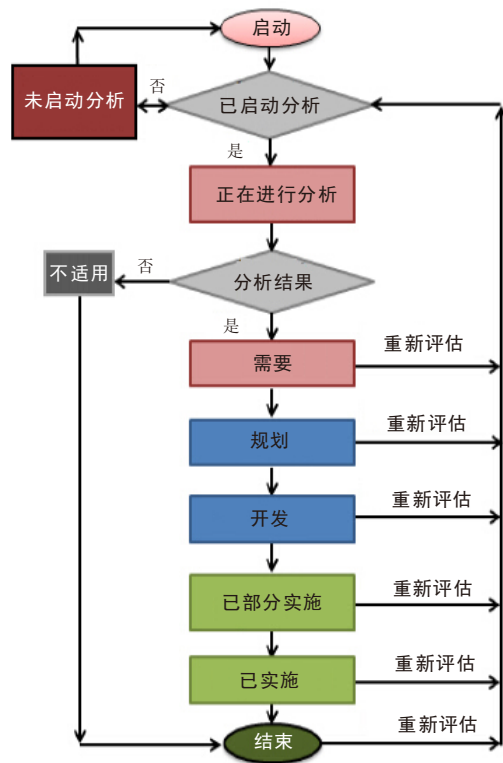 启动
未启动分析
否
已启动分析
是
正在进行分析
不适用
否
分析结果
是
需要
重新评估
规划
重新评估
开发
重新评估
已部分实施
重新评估
已实施
重新评估
结束
重新评估